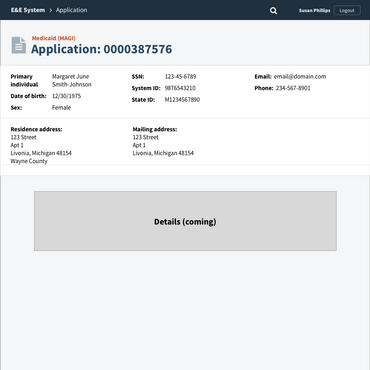 E&E System > Application Susan Phillips Logout
Medicaid (MAGI)
Application: 0000387576
Primary individual Margaret June Smith-Johnson
Date of birth: 12/30/1975
Sex: Female
SSN: 123-45-6789
System ID: 9876543210
State ID: M1234567890
Email: email@domain.com
Phone: 234-567-8901
Residence address:
123 Street
Apt 1
Livonia, Michigan 48154
Wayne County
Mailing address:
123 Street
Apt 1
Livonia, Michigan 48154
Details (coming)